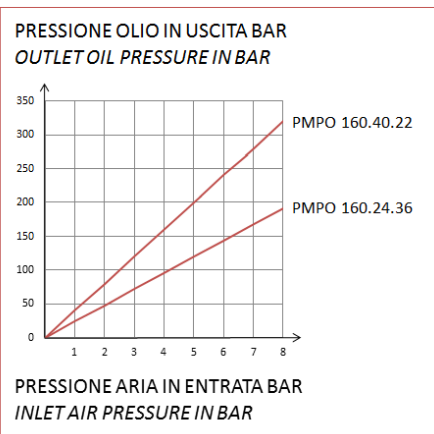 PRESSIONE OLIO IN USCITA BAR
OUTLET OIL PRESSURE IN BAR
350
300
250
200
150
100
50
0
PMPO 160.40.22
PMPO 160.24.36
1 2 3 4 5 6 7 8
PRESSIONE ARIA IN ENTRATA BAR
INLET AIR PRESSURE IN BAR